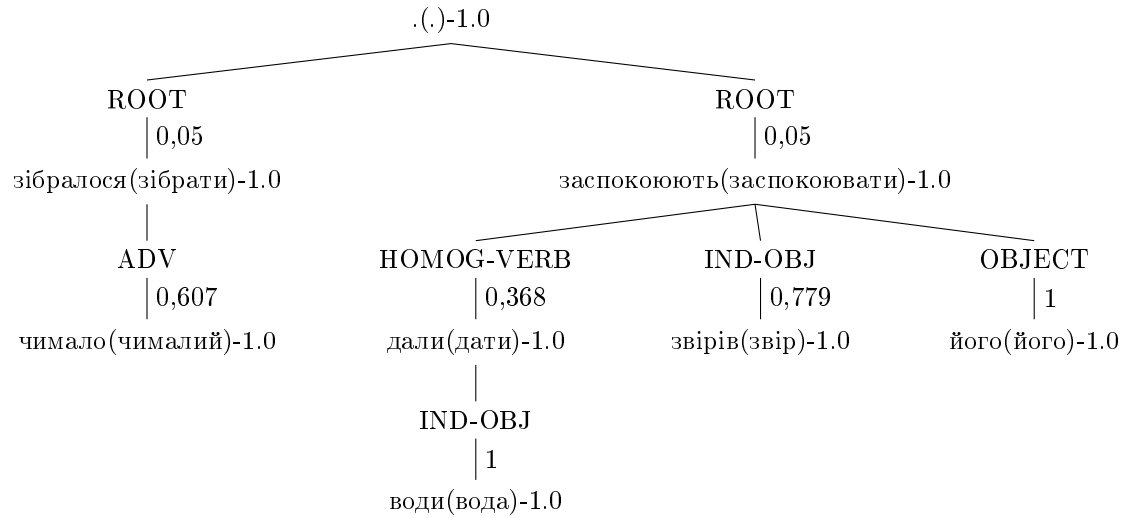 .(.)-1.0
ROOT ROOT
0,05 0,05
зібралося(зібрати)-1.0 заспокоюють(заспокоювати)-1.0
ADV HOMOG-VERB IND-OBJ OBJECT
0,607 0,368 0,779 1
чимало(чималий)-1.0 дали(дати)-1.0 звірів(звір)-1.0 його(його)-1.0
IND-OBJ
1
води(вода)-1.0